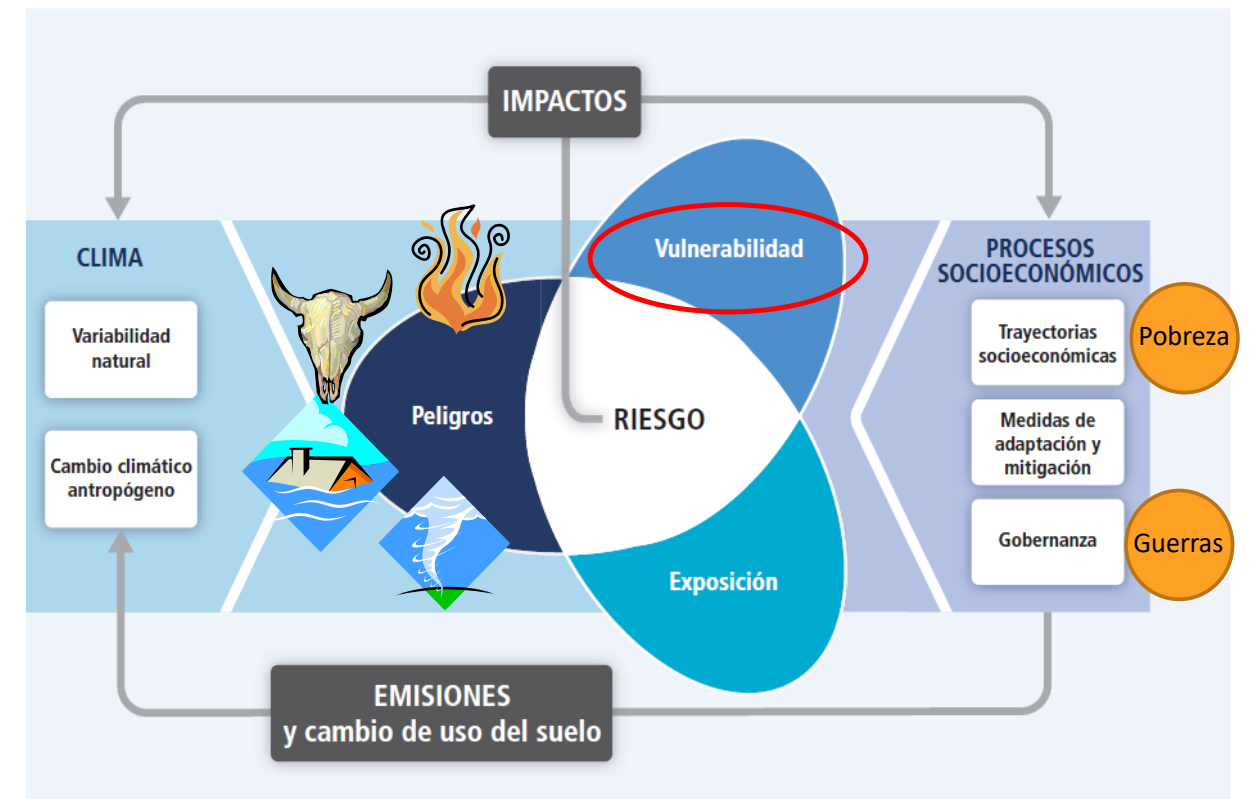 IMPACTOS
CLIMA
Variabilidad
natural
Cambio climático
antropógeno
Vulnerabilidad
Peligros
RIESGO
Exposición
PROCESOS
SOCIOECONÓMICOS
Trayectorias
socioeconómicas
Pobreza
Medidas de
adaptación y
mitigación
Gobernanza
Guerras
EMISIONES
y cambio de uso del suelo